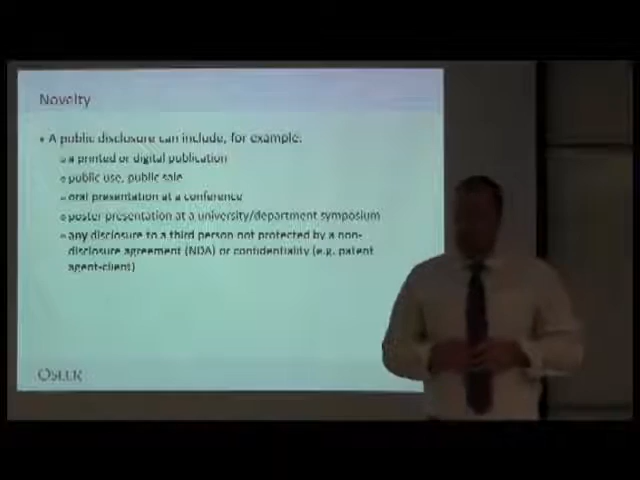 Novelty
A public disclosure can include, for example:
a printed or digital publication
public use, public sale
oral presentation at a conference
poster presentation at a university/department symposium
any disclosure to a third person not protected by a non-
disclosure agreement (NDA) or confidentiality (e.g. patent
agent-client)
OSLER